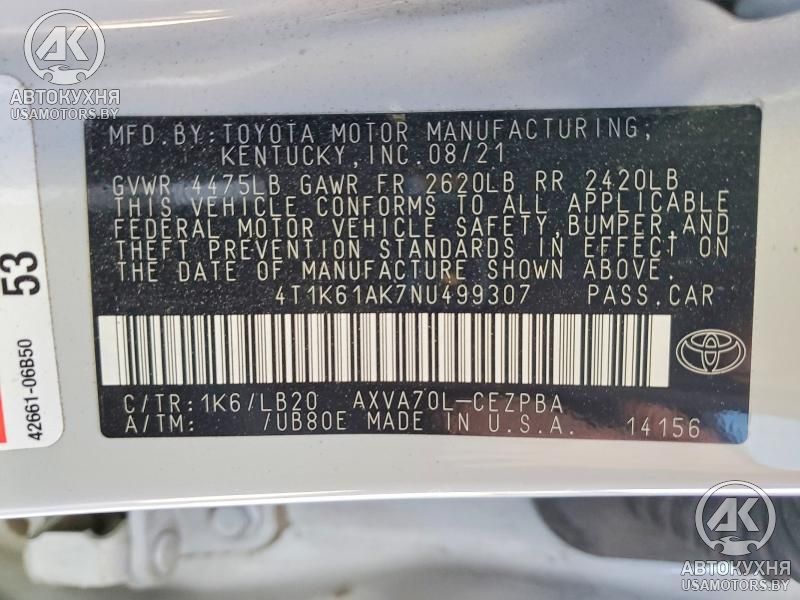 АВТОКУХНЯ
USAMOTORS.BY
MFD. BY: TOYOTA MOTOR MANUFACTURING,
KENTUCKY, INC. 08/21
GVWR 4475LB GAWR FR 2620LB RR 2420LB
THIS VEHICLE CONFORMS TO ALL APPLICABLE
FEDERAL MOTOR VEHICLE SAFETY, BUMPER, AND
THEFT PREVENTION STANDARDS IN EFFECT ON
THE DATE OF MANUFACTURE SHOWN ABOVE.
4T1K61AK7NU499307 PASS. CAR
C/TR: 1K6/LB20 AXVA70L-CEZPBA
A/TM: /UB80E MADE IN U.S.A. 14156
53
42661-06B50
АВТОКУХНЯ
USAMOTORS.BY